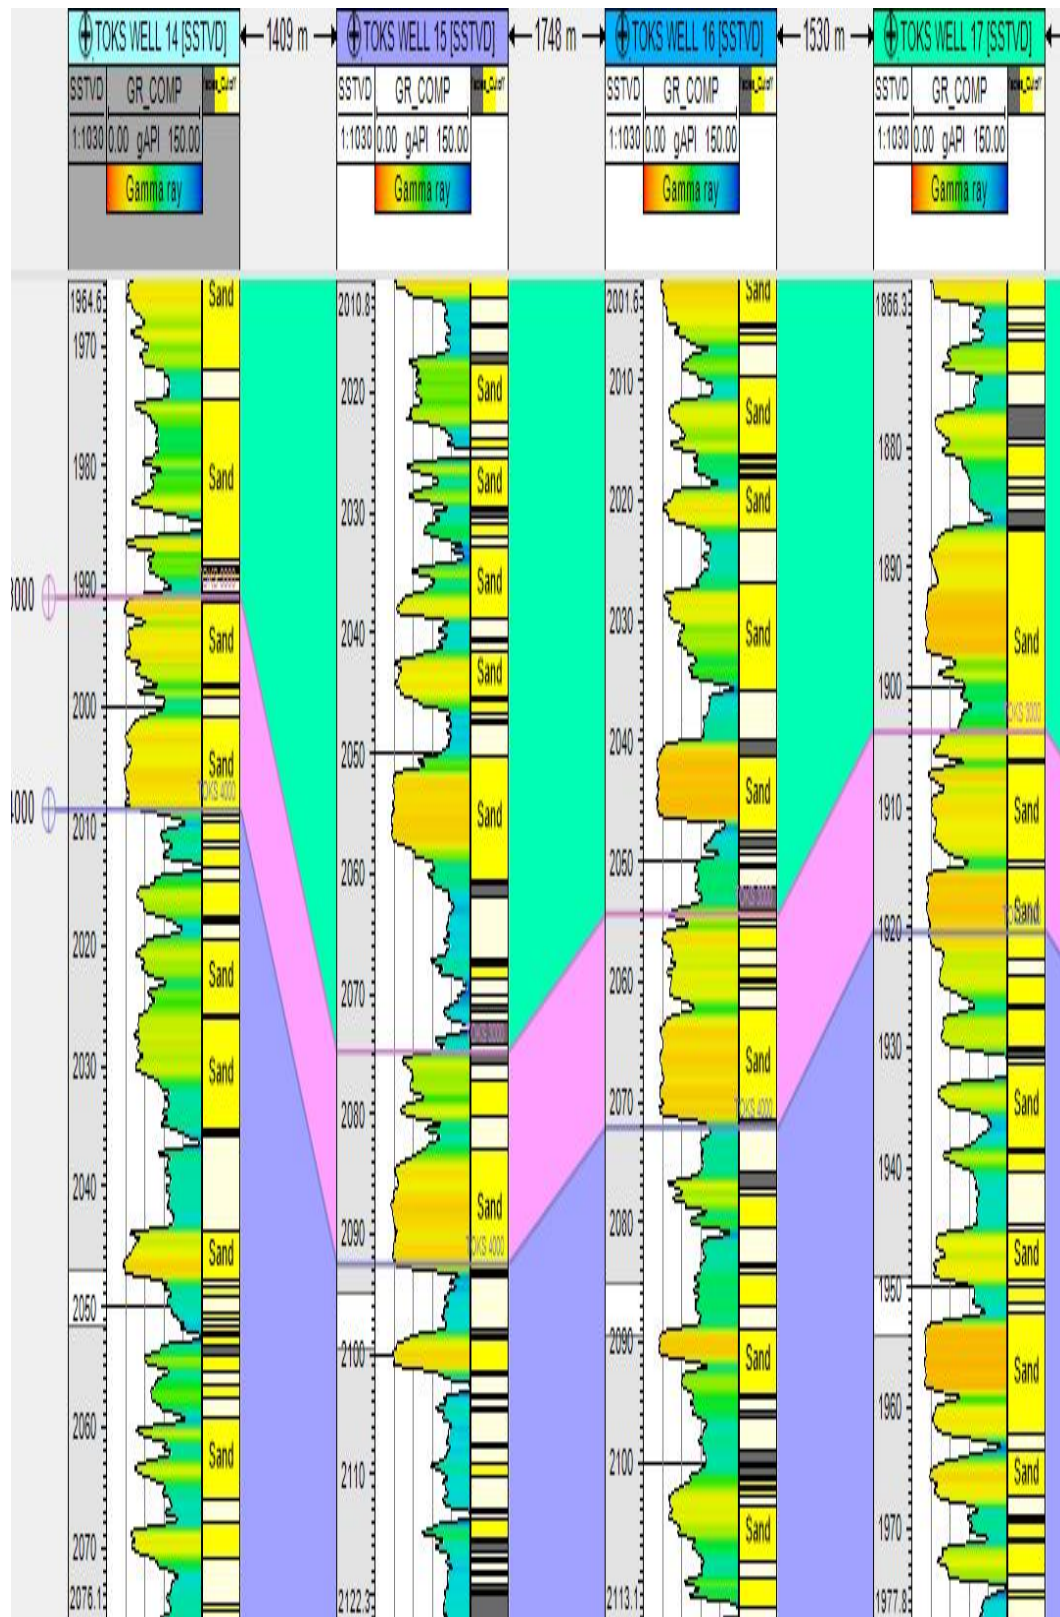 TOKS WELL 14 [SSTVD] 1409 m TOKS WELL 15 [SSTVD] 1748 m TOKS WELL 16 [SSTVD] 1530 m TOKS WELL 17 [SSTVD]
SSTVD GR_COMP SSTVD GR_COMP SSTVD GR_COMP SSTVD GR_COMP
1:1030 0.00 gAPI 150.00 1:1030 0.00 gAPI 150.00 1:1030 0.00 gAPI 150.00 1:1030 0.00 gAPI 150.00
Gamma ray Gamma ray Gamma ray Gamma ray
1964.6
1970
1980
1990
2000
2010
2020
2030
2040
2050
2060
2070
2076.1
Sand
Sand
Sand
Sand
Sand
Sand
Sand
Sand
3000
4000
TOKS 4000
2010.8
2020
2030
2040
2050
2060
2070
2080
2090
2100
2110
2122.3
Sand
Sand
Sand
Sand
Sand
Sand
TOKS 4000
2001.6
2010
2020
2030
2040
2050
2060
2070
2080
2090
2100
2113.1
Sand
Sand
Sand
Sand
Sand
Sand
Sand
Sand
TOKS 4000
1866.3
1880
1890
1900
1910
1920
1930
1940
1950
1960
1970
1977.8
Sand
Sand
Sand
Sand
Sand
Sand
Sand
TOKS 3000